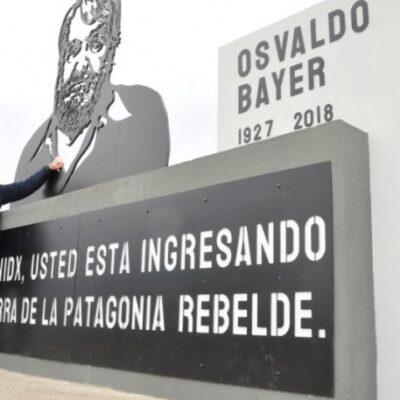 OSVALDO
BAYER
1927 2018
NIDX, USTED ESTA INGRESANDO
RRA DE LA PATAGONIA REBELDE.